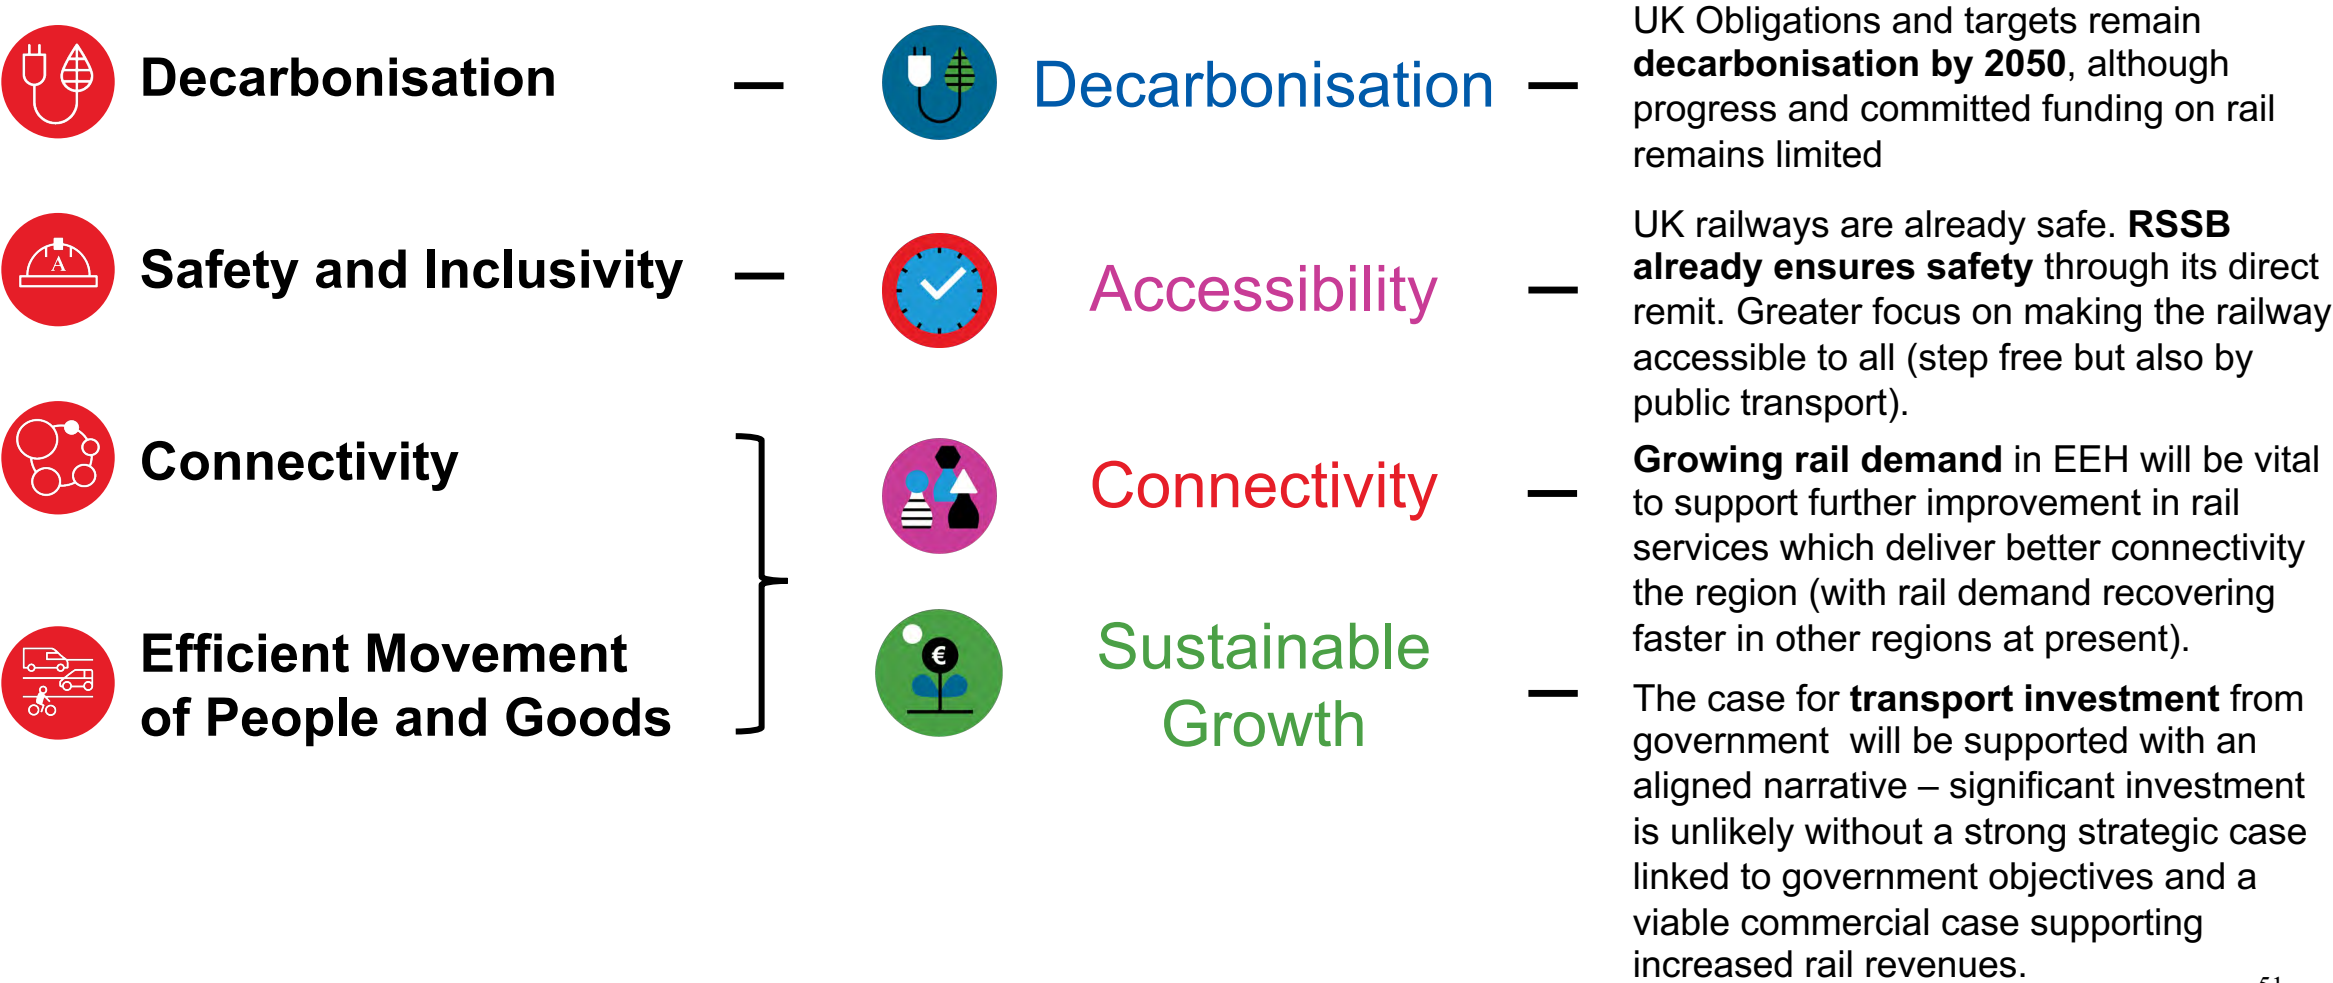 Decarbonisation
Decarbonisation
UK Obligations and targets remain
decarbonisation by 2050, although
progress and committed funding on rail
remains limited
A
Safety and Inclusivity
Accessibility
UK railways are already safe. RSSB
already ensures safety through its direct
remit. Greater focus on making the railway
accessible to all (step free but also by
public transport).
Connectivity
Connectivity
Growing rail demand in EEH will be vital
to support further improvement in rail
services which deliver better connectivity
the region (with rail demand recovering
faster in other regions at present).
Efficient Movement
of People and Goods
€
Sustainable
Growth
The case for transport investment from
government  will be supported with an
aligned narrative – significant investment
is unlikely without a strong strategic case
linked to government objectives and a
viable commercial case supporting
increased rail revenues.
51